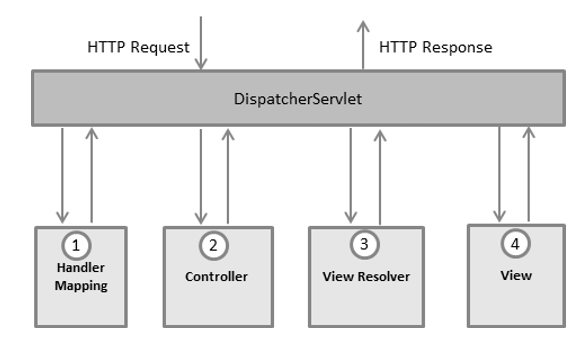 HTTP Request
HTTP Response
DispatcherServlet
1
Handler
Mapping
2
Controller
3
View Resolver
4
View